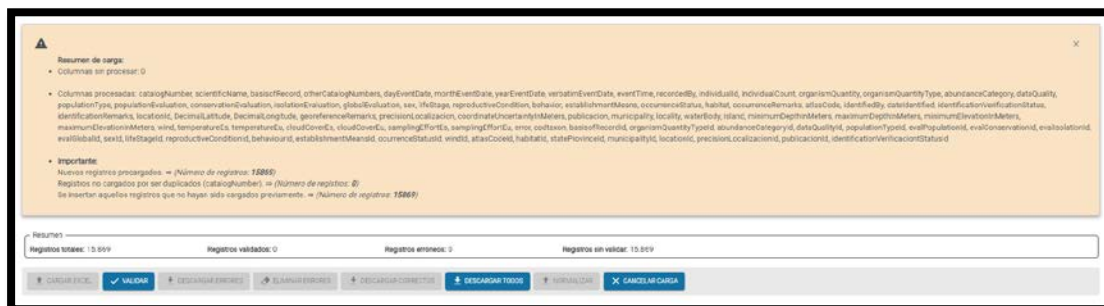 Resumen de carga:
• Columnas sin procesar: 0
• Columnas procesadas: catalogNumber, scientificName, basisofRecord, otherCatalogNumbers, dayEventDate, monthEventDate, yearEventDate, verbatimEventDate, eventTime, recordedBy, individualId, individualCount, organismQuantity, organismQuantityType, abundanceCategory, dataQuality,
populationType, populationEvaluation, conservationEvaluation, isolationEvaluation, globalEvaluation, sex, lifeStage, reproductiveCondition, behavior, establishmentMeans, occurrenceStatus, habitat, occurrenceRemarks, atlasCode, identifiedBy, dateIdentified, identificationVerificationStatus,
identificationRemarks, locationId, DecimalLatitude, DecimalLongitude, georeferenceRemarks, precisionLocalizacion, coordinateUncertaintyInMeters, publicacion, municipality, locality, waterBody, island, minimumDepthInMeters, maximumDepthInMeters, minimumElevationInMeters,
maximumElevationInMeters, wind, temperatureEs, temperatureEu, cloudCoverEs, cloudCoverEu, samplingEffortEs, samplingEffortEu, error, codtaxon, basisofRecordId, organismQuantityTypeId, abundanceCategoryId, dataQualityId, populationTypeId, evalPopulationId, evalConservationId, evalIsolationId,
evalGlobalId, sexId, lifeStageId, reproductiveConditionId, behaviourId, establishmentMeansId, ocurrenceStatusId, windId, atlasCodeId, habitatId, stateProvinceId, municipalityId, locationId, precisionLocalizacionId, publicacionId, identificationVerificacionStatusId
• Importante:
Nuevos registros precargados. ⇒ (Número de registros: 15869)
Registros no cargados por ser duplicados (catalogNumber). ⇒ (Número de registros: 0)
Se insertan aquellos registros que no hayan sido cargados previamente. ⇒ (Número de registros: 15869)
Resumen
Registros totales: 15.869 Registros validados: 0 Registros erróneos: 0 Registros sin validar: 15.869
CARGAR EXCEL VALIDAR DESCARGAR ERRORES ELIMINAR ERRORES DESCARGAR CORRECTOS DESCARGAR TODOS NORMALIZAR CANCELAR CARGA